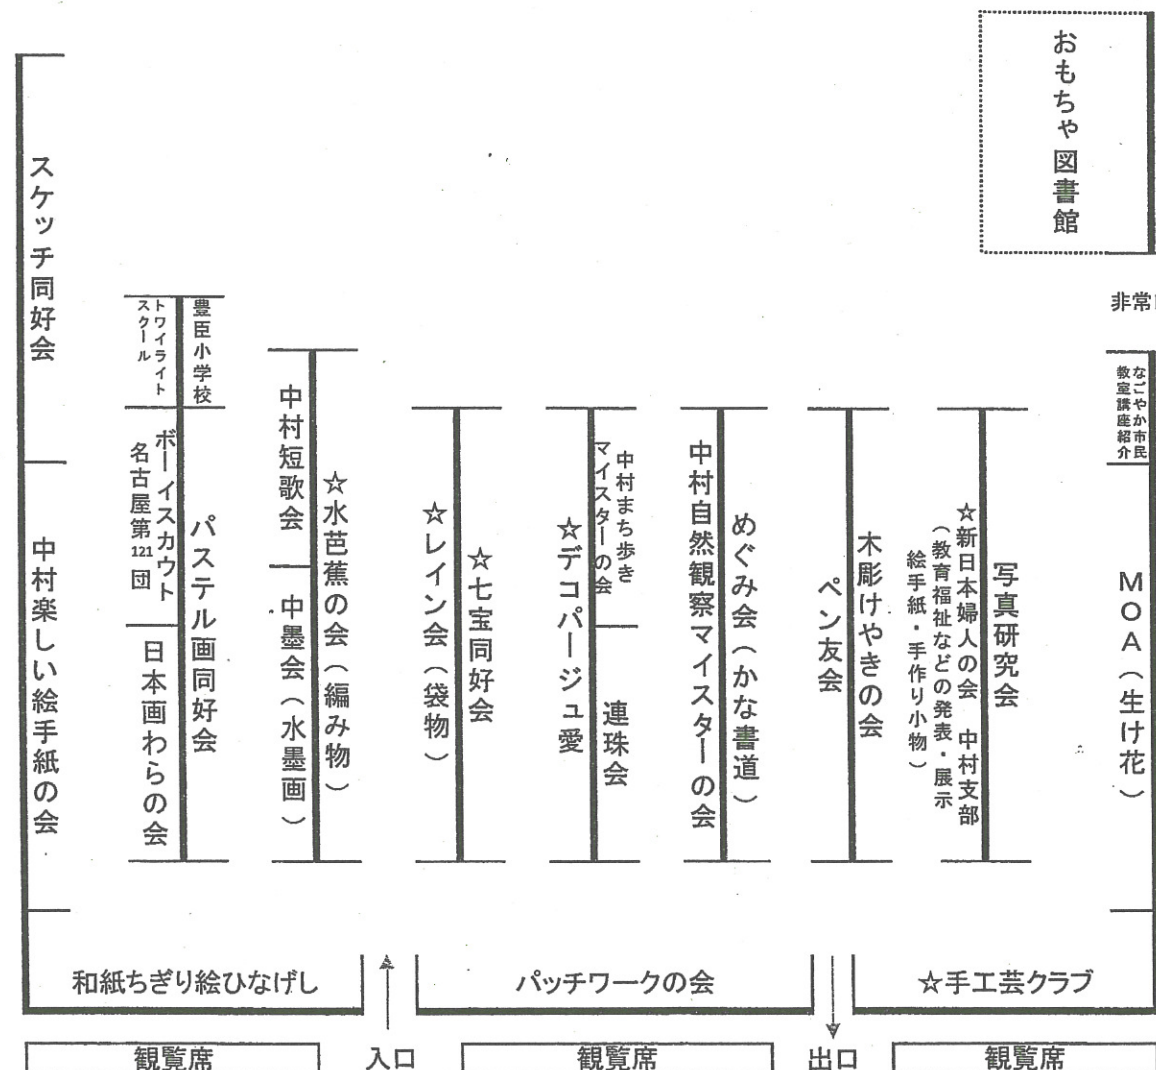 おもちゃ図書館
非常
スケッチ同好会
中村楽しい絵手紙の会
トワイライト
スクール
豊臣小学校
ボーイスカウト
名古屋第121団
日本画わらの会
パステル画同好会
中村短歌会
中墨会（水墨画）
☆水芭蕉の会（編み物）
☆レイン会（袋物）
☆七宝同好会
☆デコパージュ愛
中村まち歩き
マイスターの会
連珠会
中村自然観察マイスターの会
めぐみ会（かな書道）
ペン友会
木彫けやきの会
☆新日本婦人の会　中村支部
（教育福祉などの発表・展示
絵手紙・手作り小物）
写真研究会
なごやか市民
教室講座紹介
MOA（生け花）
和紙ちぎり絵ひなげし
パッチワークの会
☆手工芸クラブ
観覧席
入口
観覧席
出口
観覧席